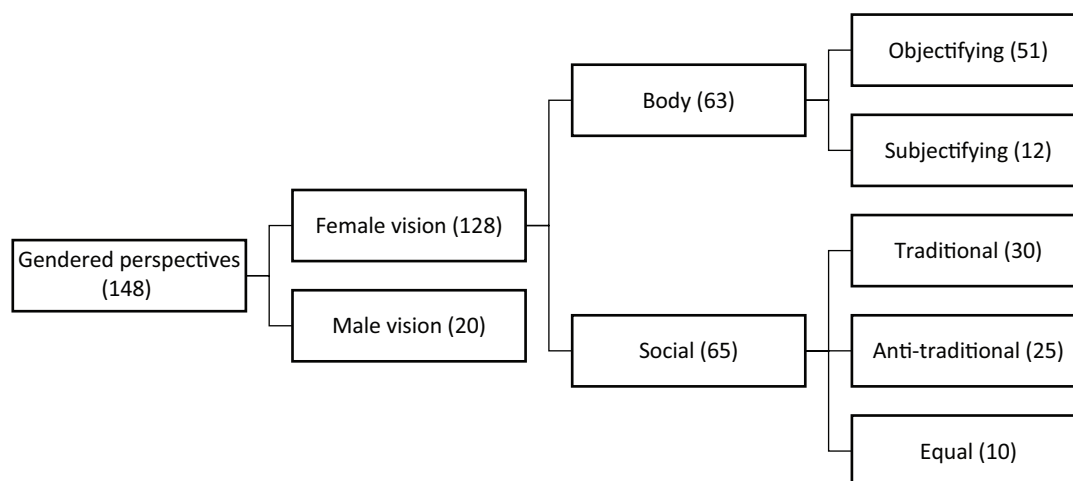 Gendered perspectives
(148)
Female vision (128)
Male vision (20)
Body (63)
Social (65)
Objectifying (51)
Subjectifying (12)
Traditional (30)
Anti-traditional (25)
Equal (10)